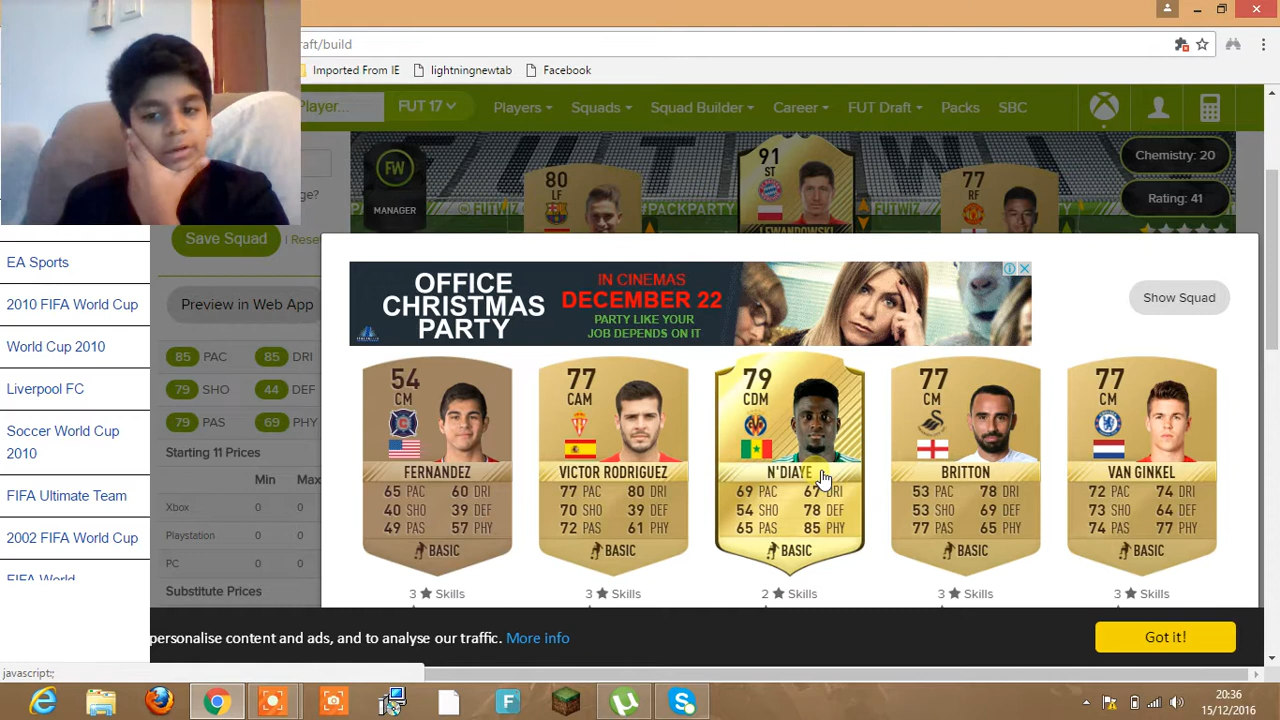 raft/build
Imported From IE
lightningnewtab
Facebook
Player...
FUT 17
Players
Squads
Squad Builder
Career
FUT Draft
Packs
SBC
FW
MANAGER
80
LF
91
ST
LEWANDOWSKI
77
RF
#PACKPARTY
Chemistry: 20
Rating: 41
ge?
Save Squad
| Reset
Preview in Web App
85 PAC 85 DRI
79 SHO 44 DEF
79 PAS 69 PHY
Starting 11 Prices
Min Max
Xbox 0 0
Playstation 0 0
PC 0 0
Substitute Prices
EA Sports
2010 FIFA World Cup
World Cup 2010
Liverpool FC
Soccer World Cup
2010
FIFA Ultimate Team
2002 FIFA World Cup
FIFA World
OFFICE
CHRISTMAS
PARTY
IN CINEMAS
DECEMBER 22
PARTY LIKE YOUR
JOB DEPENDS ON IT
Show Squad
54
CM
FERNANDEZ
65 PAC 60 DRI
40 SHO 39 DEF
49 PAS 57 PHY
BASIC
3 ★ Skills
77
CAM
VICTOR RODRIGUEZ
77 PAC 80 DRI
70 SHO 39 DEF
72 PAS 61 PHY
BASIC
3 ★ Skills
79
CDM
N'DIAYE
69 PAC 67 DRI
54 SHO 78 DEF
65 PAS 85 PHY
BASIC
2 ★ Skills
77
CM
BRITTON
53 PAC 78 DRI
53 SHO 69 DEF
77 PAS 65 PHY
BASIC
3 ★ Skills
77
CM
VAN GINKEL
72 PAC 74 DRI
73 SHO 64 DEF
74 PAS 77 PHY
BASIC
3 ★ Skills
personalise content and ads, and to analyse our traffic. More info
Got it!
javascript:;
20:36
15/12/2016